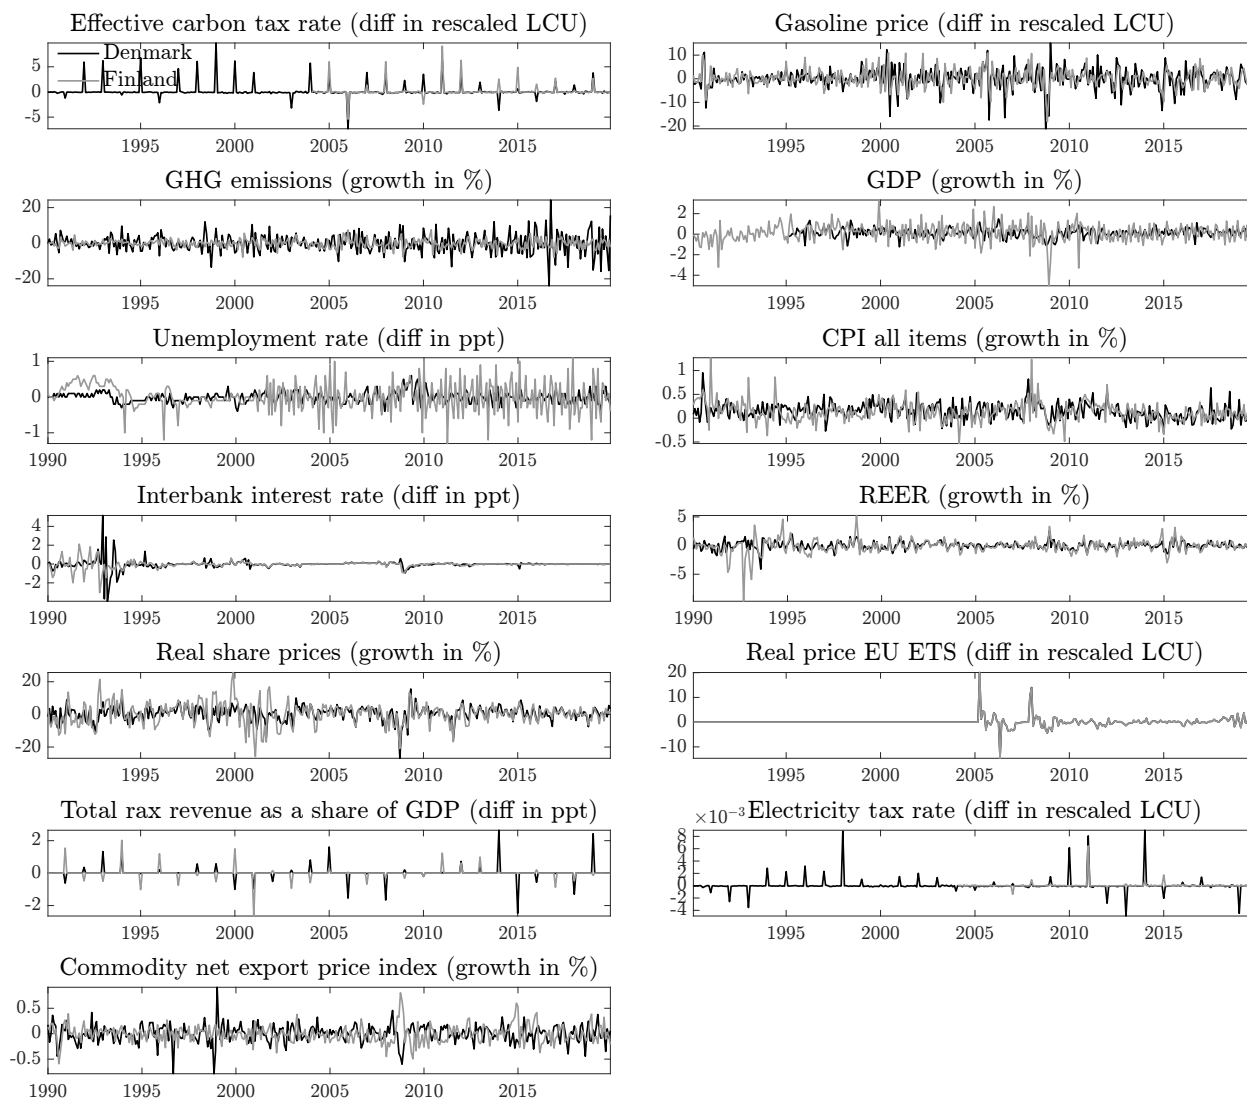 Effective carbon tax rate (diff in rescaled LCU)
Denmark
Finland
5
0
-5
1995 2000 2005 2010 2015
Gasoline price (diff in rescaled LCU)
10
0
-10
-20
1995 2000 2005 2010 2015
GHG emissions (growth in %)
20
0
-20
1995 2000 2005 2010 2015
GDP (growth in %)
2
0
-2
-4
1995 2000 2005 2010 2015
Unemployment rate (diff in ppt)
1
0
-1
1990 1995 2000 2005 2010 2015
CPI all items (growth in %)
1
0.5
0
-0.5
1995 2000 2005 2010 2015
Interbank interest rate (diff in ppt)
4
2
0
-2
1990 1995 2000 2005 2010 2015
REER (growth in %)
5
0
-5
1990 1995 2000 2005 2010 2015
Real share prices (growth in %)
20
0
-20
1995 2000 2005 2010 2015
Real price EU ETS (diff in rescaled LCU)
20
10
0
-10
1995 2000 2005 2010 2015
Total rax revenue as a share of GDP (diff in ppt)
2
0
-2
1995 2000 2005 2010 2015
×10-3 Electricity tax rate (diff in rescaled LCU)
8
6
4
2
0
-2
-4
1995 2000 2005 2010 2015
Commodity net export price index (growth in %)
0.5
0
-0.5
1990 1995 2000 2005 2010 2015